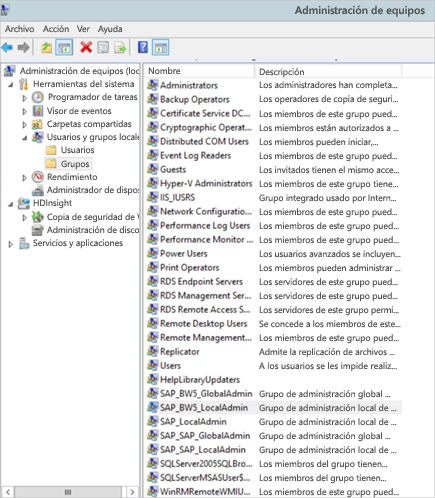 Administración de equipos
Archivo Acción Ver Ayuda
Administración de equipos (loc
Herramientas del sistema
Programador de tareas
Visor de eventos
Carpetas compartidas
Usuarios y grupos locale
Usuarios
Grupos
Rendimiento
Administrador de dispos
HDInsight
Copia de seguridad de W
Administración de disco
Servicios y aplicaciones
Nombre Descripción
Administrators Los administradores han completa...
Backup Operators Los operadores de copia de seguri...
Certificate Service DC... Los miembros de este grupo pued...
Cryptographic Operat... Los miembros están autorizados a ...
Distributed COM Users Los miembros pueden iniciar,...
Event Log Readers Los miembros de este grupo pued...
Guests Los invitados tienen el mismo acce...
Hyper-V Administrators Los miembros de este grupo tiene...
IIS_IUSRS Grupo integrado usado por Intern...
Network Configuratio... Los miembros de este grupo pued...
Performance Log Users Los miembros de este grupo pued...
Performance Monitor ... Los miembros de este grupo pued...
Power Users Los usuarios avanzados se incluyen...
Print Operators Los miembros pueden administrar ...
RDS Endpoint Servers Los servidores de este grupo pued...
RDS Management Ser... Los servidores de este grupo pued...
RDS Remote Access S... Los servidores de este grupo permi...
Remote Desktop Users Se concede a los miembros de este...
Remote Management... Los miembros de este grupo pued...
Replicator Admite la replicación de archivos ...
Users A los usuarios se les impide realiz...
HelpLibraryUpdaters
SAP_BW5_GlobalAdmin Grupo de administración global ...
SAP_BW5_LocalAdmin Grupo de administración local de ...
SAP_LocalAdmin Grupo de administración local de ...
SAP_SAP_GlobalAdmin Grupo de administración global ...
SAP_SAP_LocalAdmin Grupo de administración local de ...
SQLServer2005SQLBro... Los miembros del grupo tienen...
SQLServerMSASUser$... Los miembros del grupo tienen...
WinRMRemoteWMIU... Los miembros de este grupo pued...